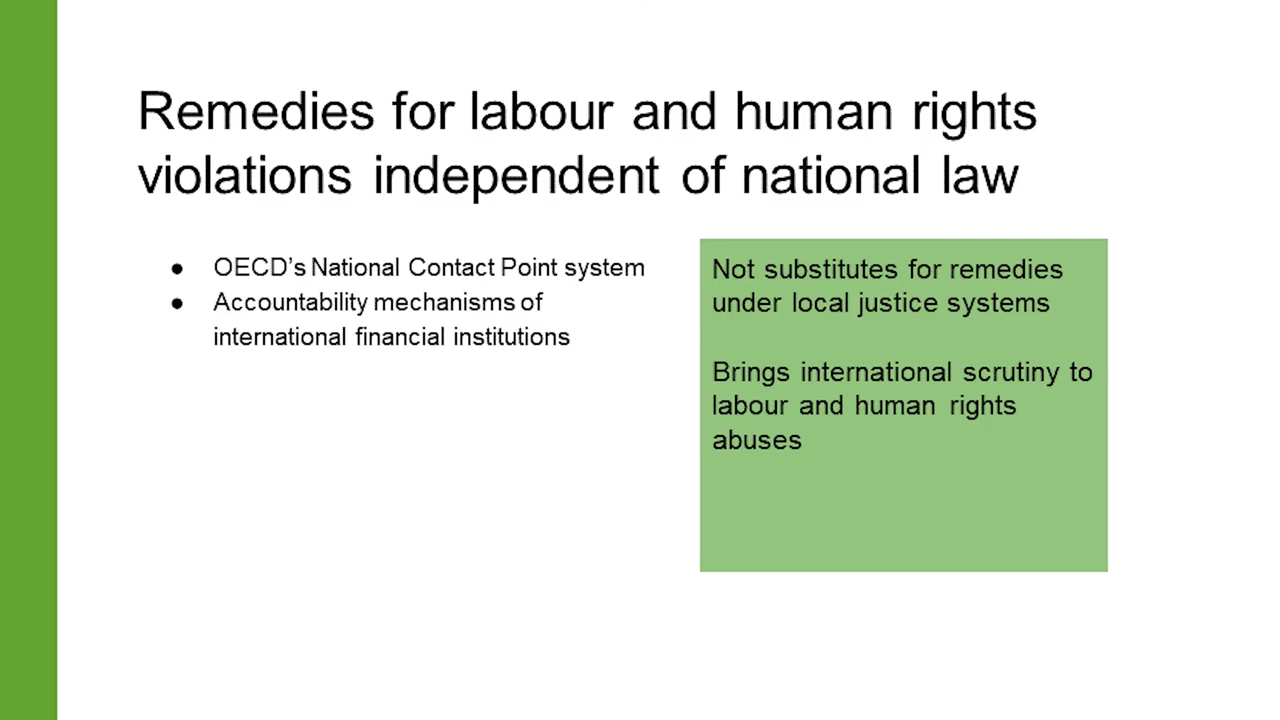 Remedies for labour and human rights
violations independent of national law
● OECD’s National Contact Point system
● Accountability mechanisms of
international financial institutions
Not substitutes for remedies
under local justice systems
Brings international scrutiny to
labour and human rights
abuses